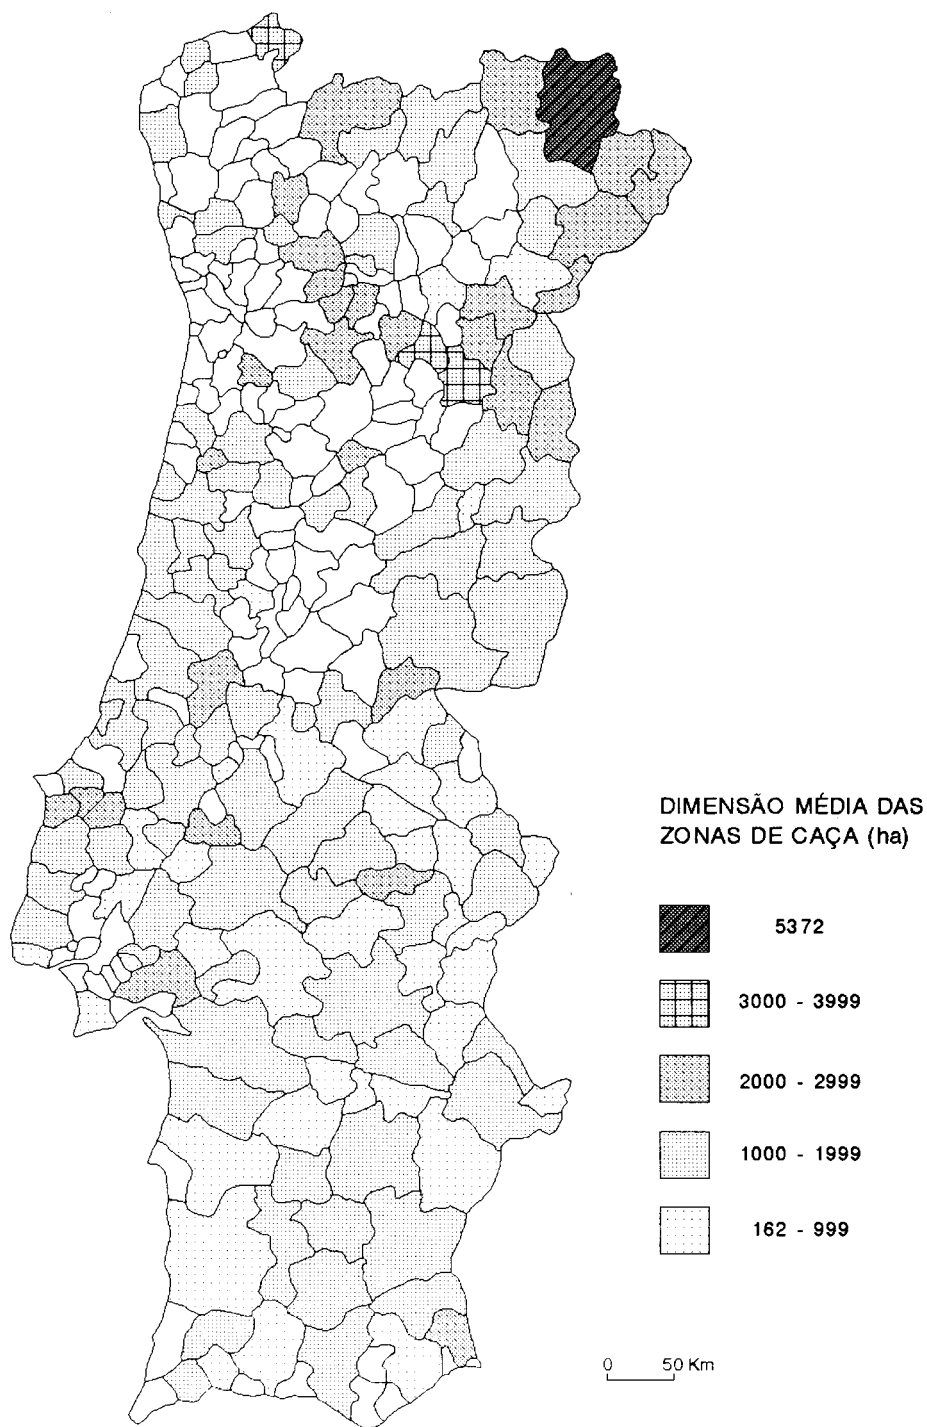 DIMENSÃO MÉDIA DAS
ZONAS DE CAÇA (ha)
5372
3000 - 3999
2000 - 2999
1000 - 1999
162 - 999
0 50 Km